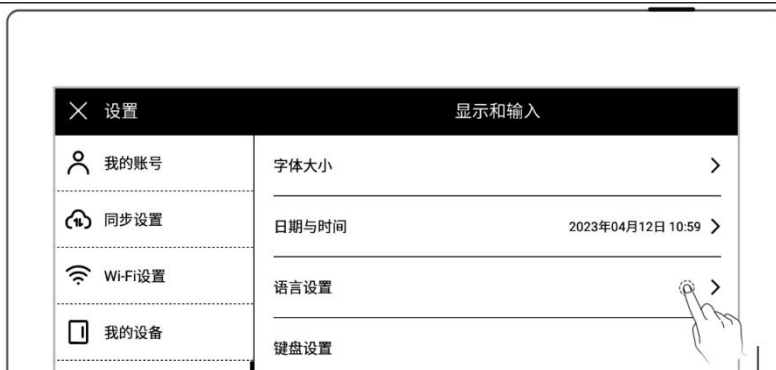 设置
显示和输入
我的账号
同步设置
Wi-Fi设置
我的设备
字体大小
日期与时间 2023年04月12日 10:59
语言设置
键盘设置